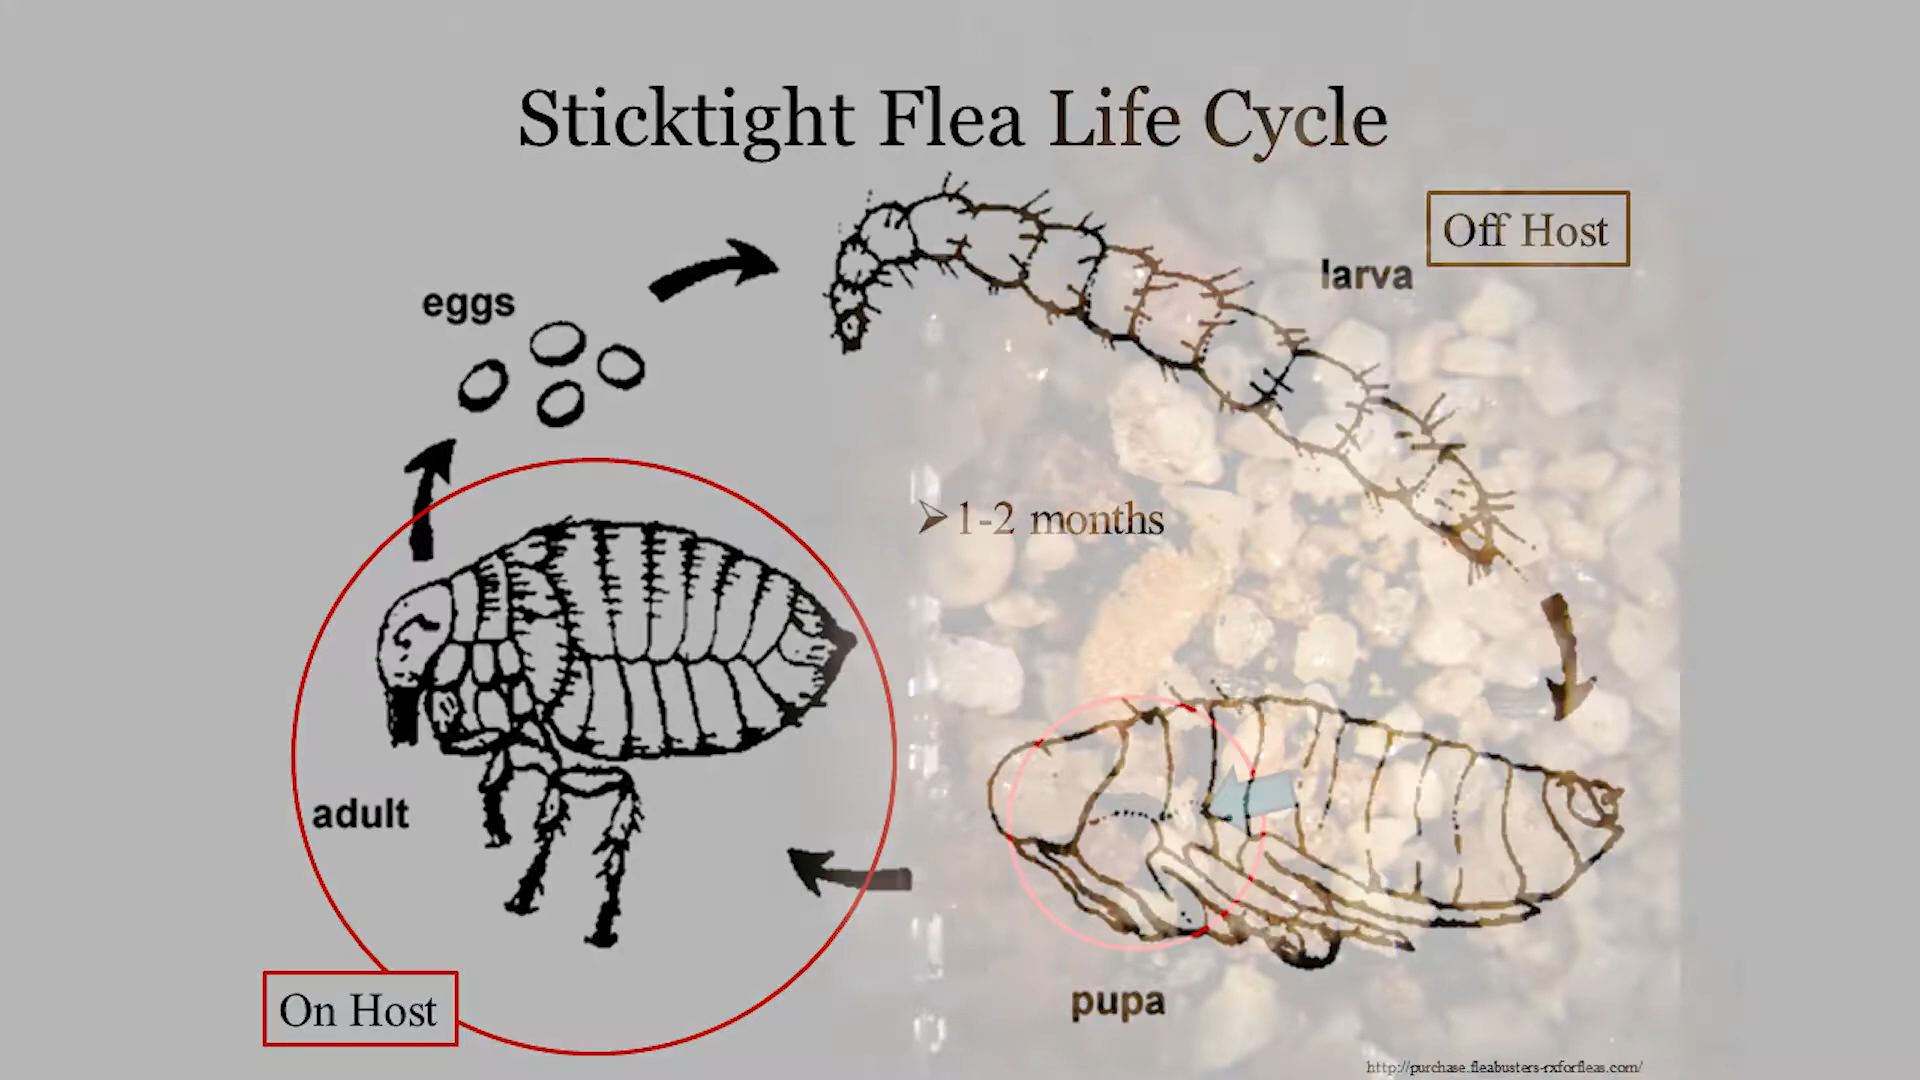 Sticktight Flea Life Cycle
Off Host
larva
eggs
➢ 1-2 months
adult
On Host
pupa
http://purchase.fleabusters-rxforfleas.com/